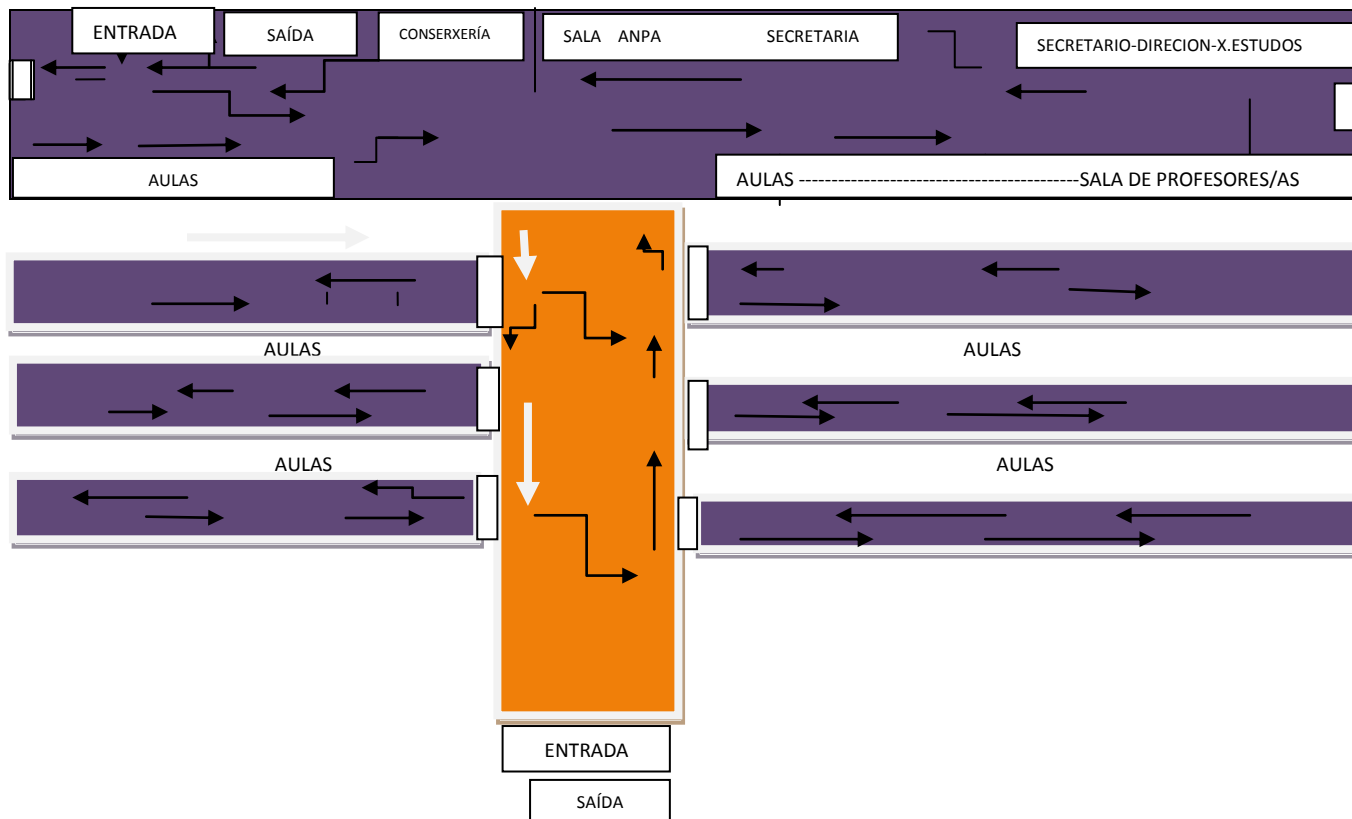 ENTRADA
SAÍDA
CONSERXERÍA
SALA ANPA SECRETARIA
SECRETARIO-DIRECION-X.ESTUDOS
AULAS
AULAS --------------------------------------------SALA DE PROFESORES/AS
AULAS
AULAS
AULAS
AULAS
ENTRADA
SAÍDA